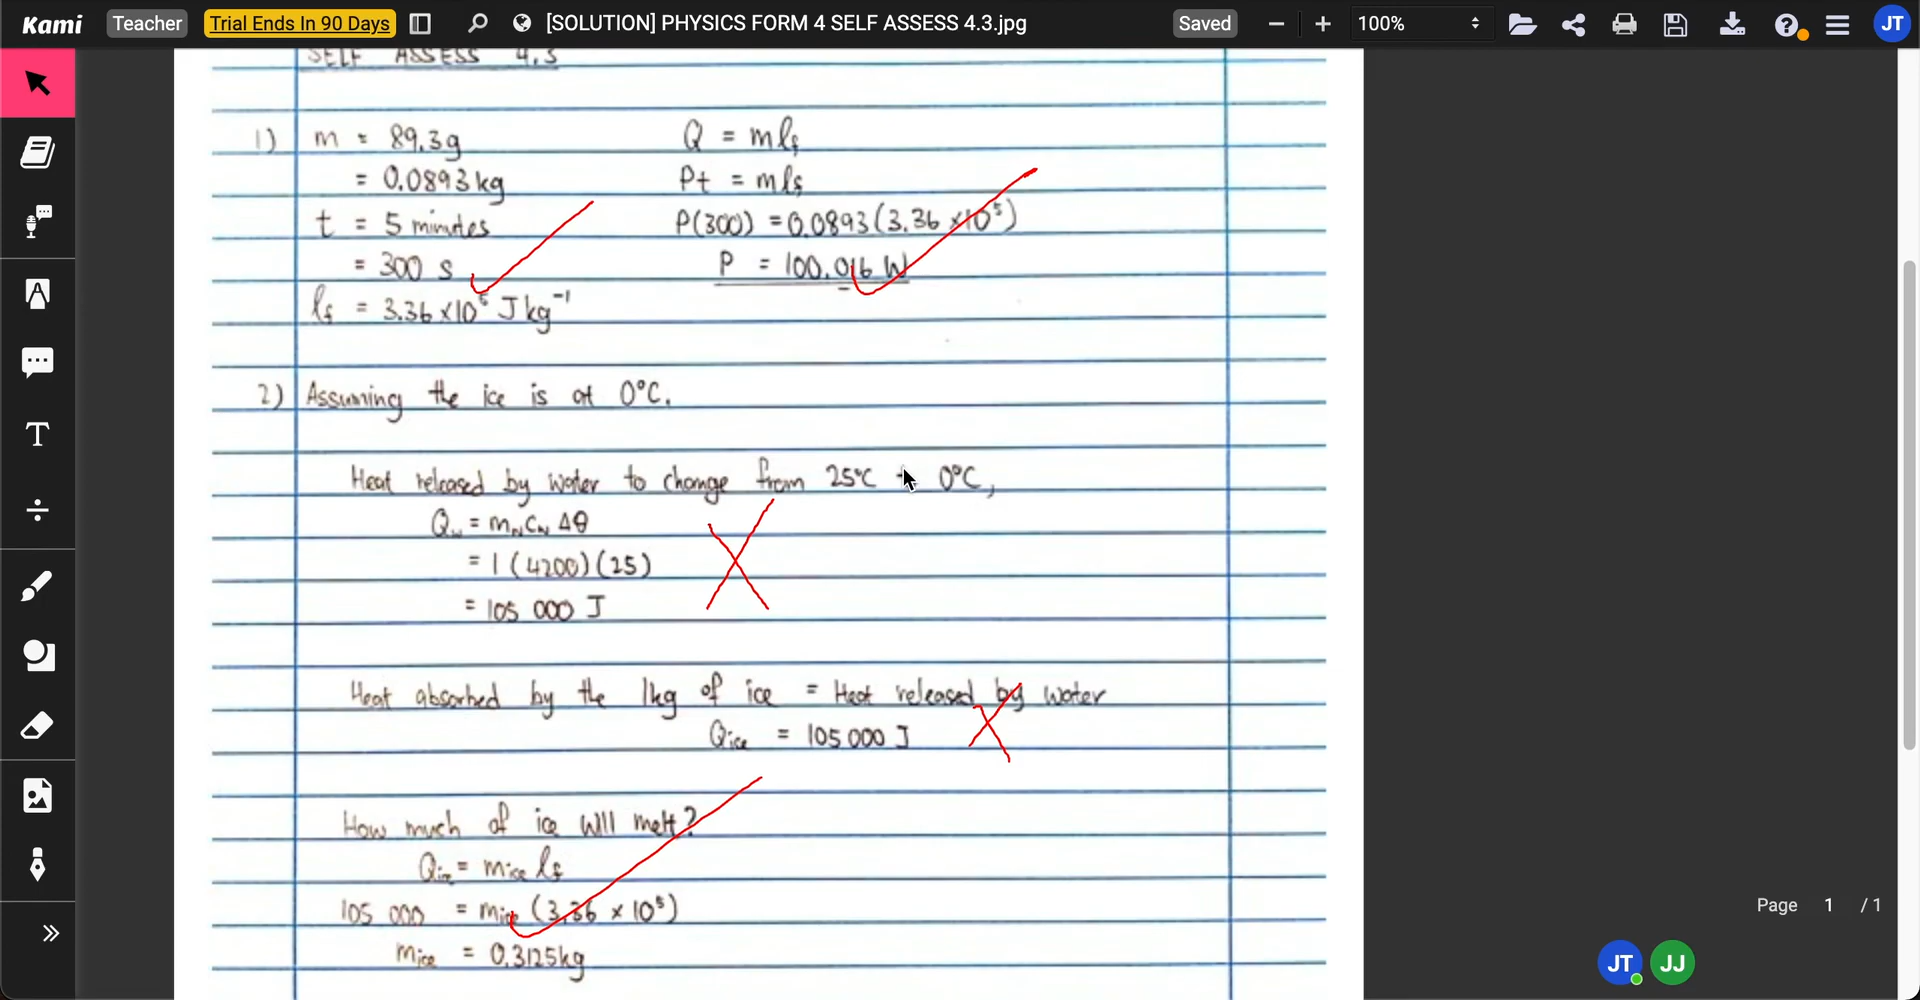 Kami Teacher Trial Ends In 90 Days [SOLUTION] PHYSICS FORM 4 SELF ASSESS 4.3.jpg Saved 100% JT
SELF ASSESS 4.3
1) m = 89.3g Q = mlf
= 0.0893kg Pt = mlf
t = 5 minutes P(300) = 0.0893(3.36 ×10⁵)
= 300 s P = 100.016 W
lf = 3.36 ×10⁵ J kg⁻¹
2) Assuming the ice is at 0°C.
Heat released by water to change from 25°C 0°C,
Qw = mwcw Δθ
= 1 (4200)(25)
= 105 000 J
Heat absorbed by the 1kg of ice = Heat released by water
Qice = 105 000 J
How much of ice will melt?
Qice = mice lf
105 000 = mice (3.36 × 10⁵)
mice = 0.3125kg
Page 1 / 1
JT JJ